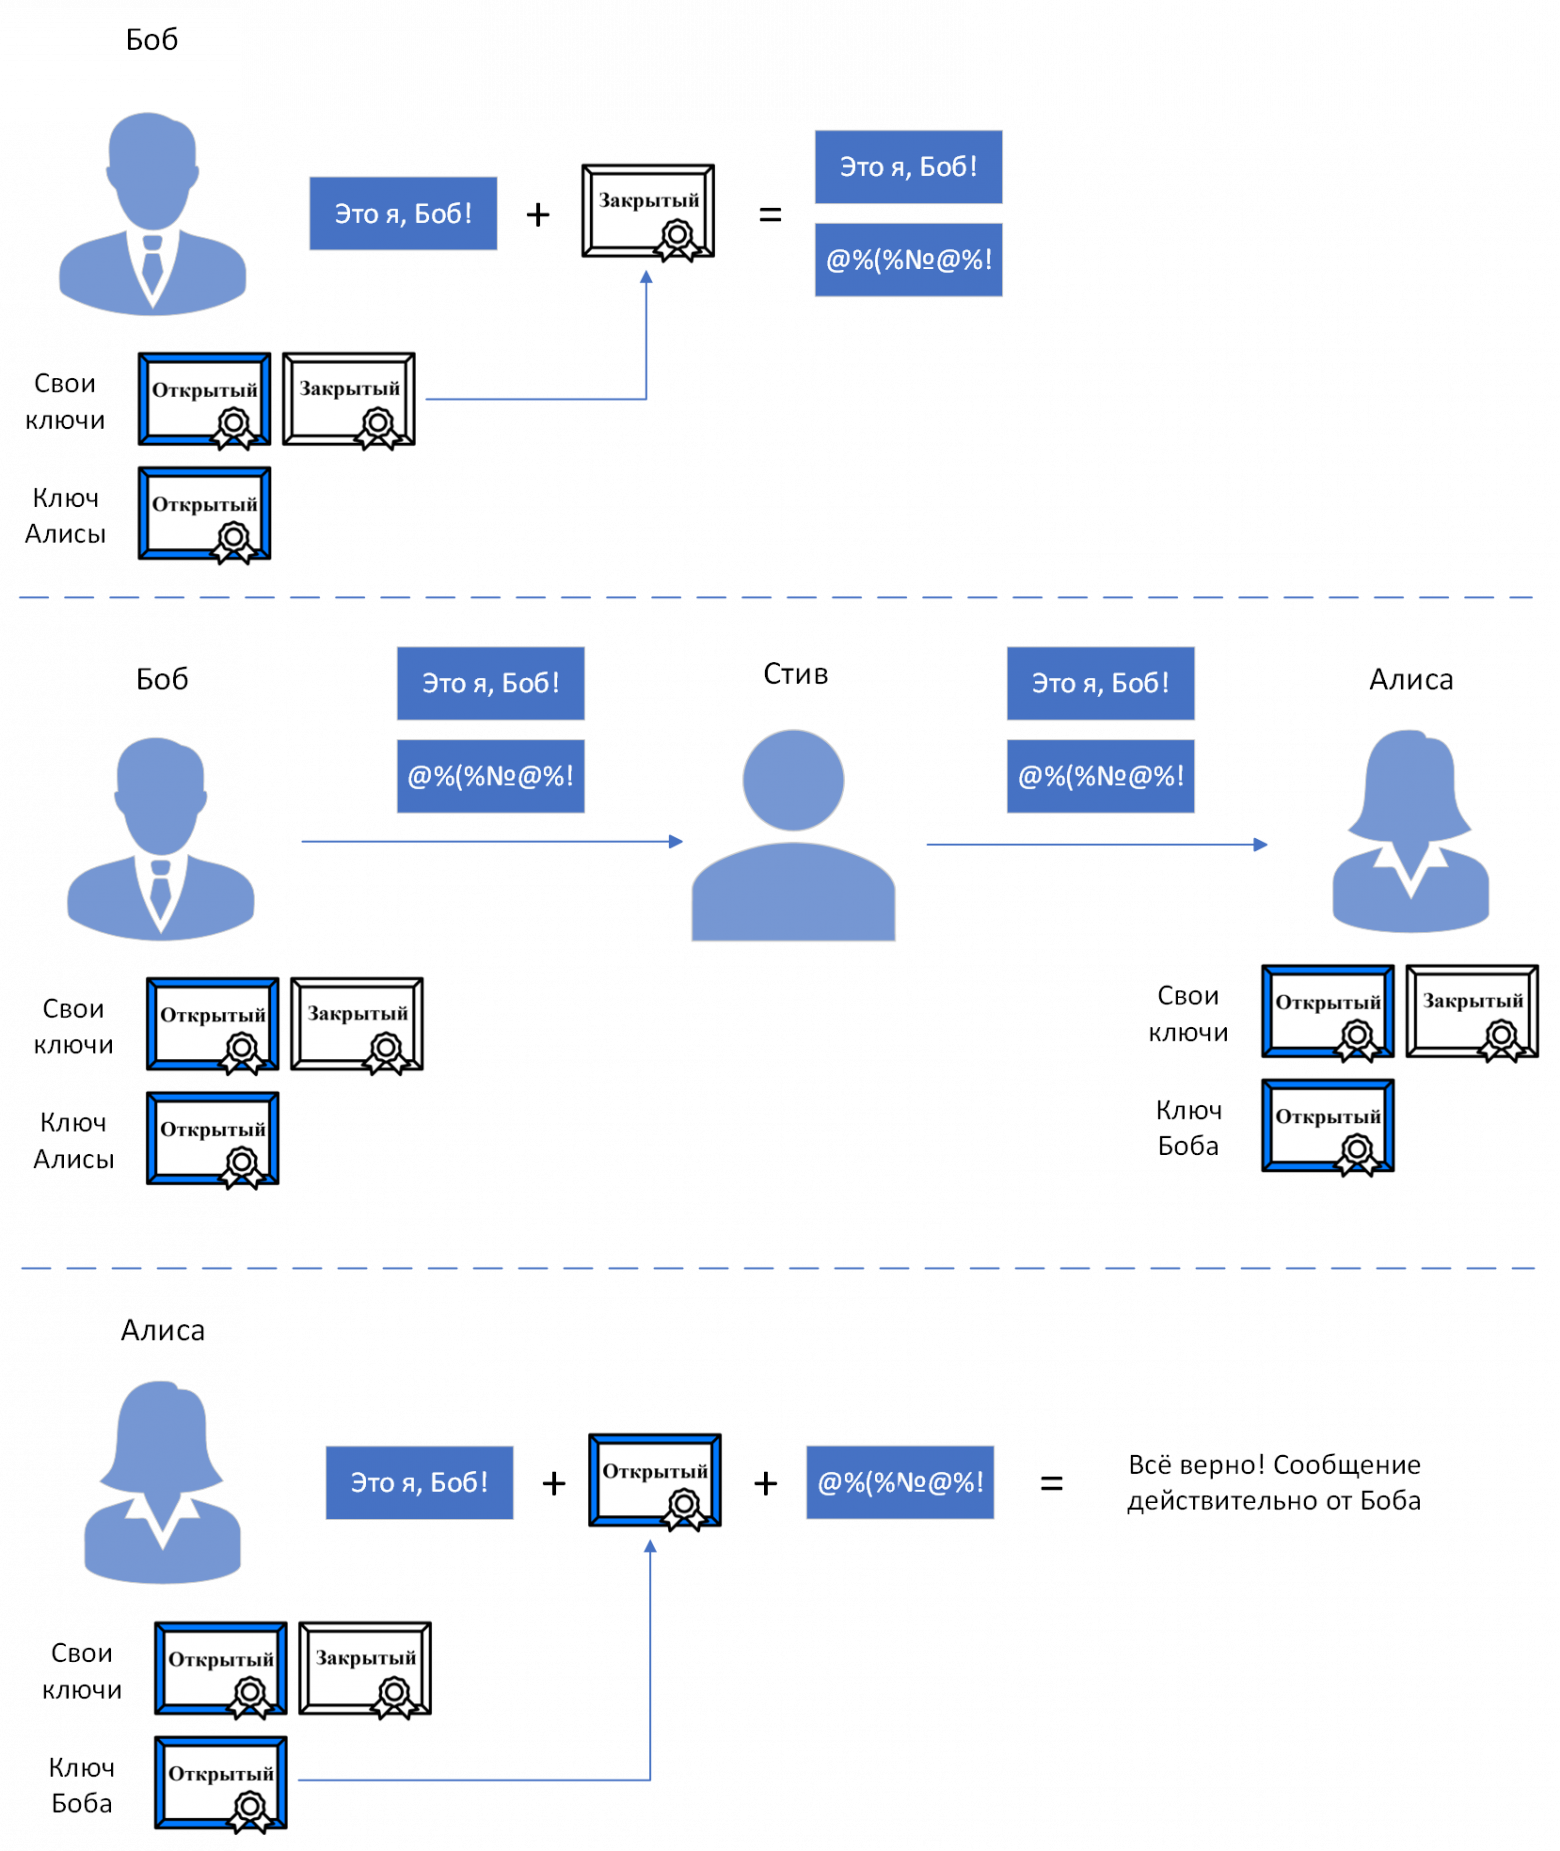 Боб
Это я, Боб!
+
Закрытый
=
Это я, Боб!
@%(%№@%!
Свои
ключи
Открытый
Закрытый
Ключ
Алисы
Открытый
Боб
Это я, Боб!
@%(%№@%!
Стив
Это я, Боб!
@%(%№@%!
Алиса
Свои
ключи
Открытый
Закрытый
Ключ
Алисы
Открытый
Свои
ключи
Открытый
Закрытый
Ключ
Боба
Открытый
Алиса
Это я, Боб!
+
Открытый
+
@%(%№@%!
=
Всё верно! Сообщение
действительно от Боба
Свои
ключи
Открытый
Закрытый
Ключ
Боба
Открытый